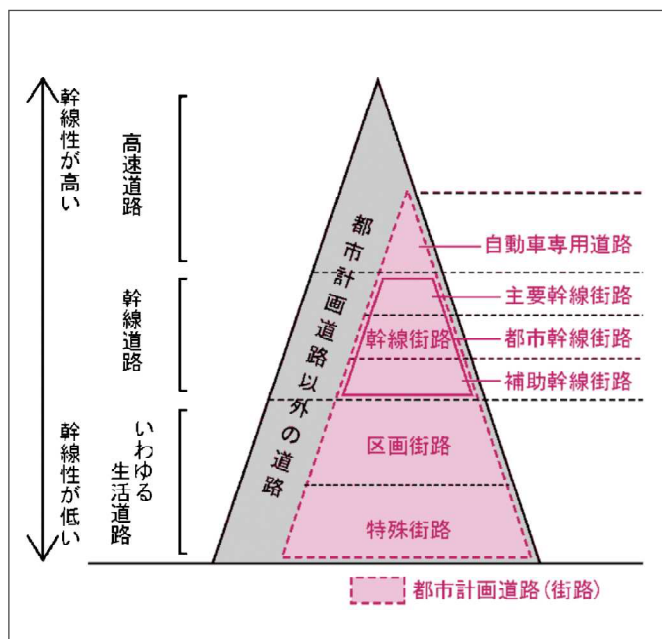 幹線性が高い
幹線性が低い
高速道路
幹線道路
いわゆる
生活道路
都市計画道路以外の道路
自動車専用道路
主要幹線街路
幹線街路
都市幹線街路
補助幹線街路
区画街路
特殊街路
都市計画道路(街路)